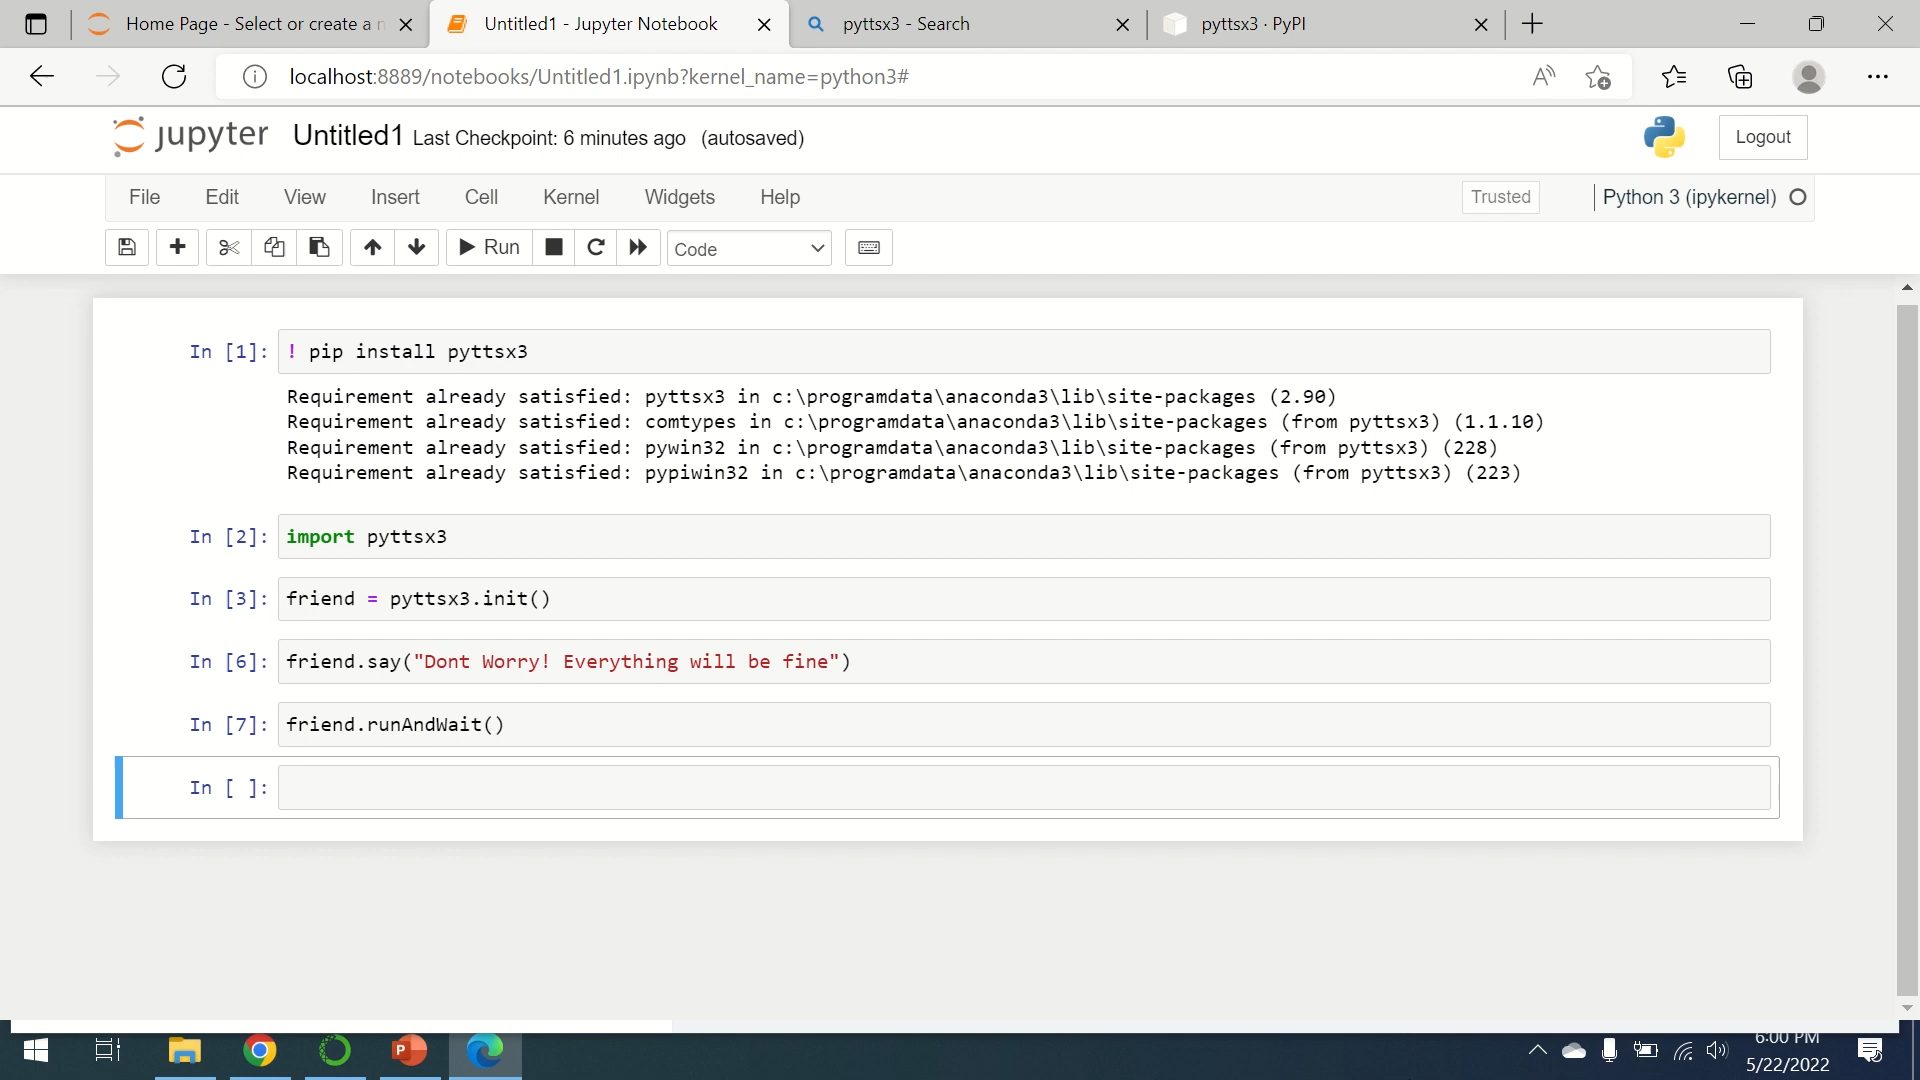 Home Page - Select or create a n
Untitled1 - Jupyter Notebook
pyttsx3 - Search
pyttsx3 · PyPI
localhost:8889/notebooks/Untitled1.ipynb?kernel_name=python3#
jupyter Untitled1 Last Checkpoint: 6 minutes ago (autosaved)
Logout
File Edit View Insert Cell Kernel Widgets Help
Trusted
Python 3 (ipykernel)
Run
Code
In [1]: ! pip install pyttsx3
Requirement already satisfied: pyttsx3 in c:\programdata\anaconda3\lib\site-packages (2.90)
Requirement already satisfied: comtypes in c:\programdata\anaconda3\lib\site-packages (from pyttsx3) (1.1.10)
Requirement already satisfied: pywin32 in c:\programdata\anaconda3\lib\site-packages (from pyttsx3) (228)
Requirement already satisfied: pypiwin32 in c:\programdata\anaconda3\lib\site-packages (from pyttsx3) (223)
In [2]: import pyttsx3
In [3]: friend = pyttsx3.init()
In [6]: friend.say("Dont Worry! Everything will be fine")
In [7]: friend.runAndWait()
In [ ]:
6:00 PM
5/22/2022